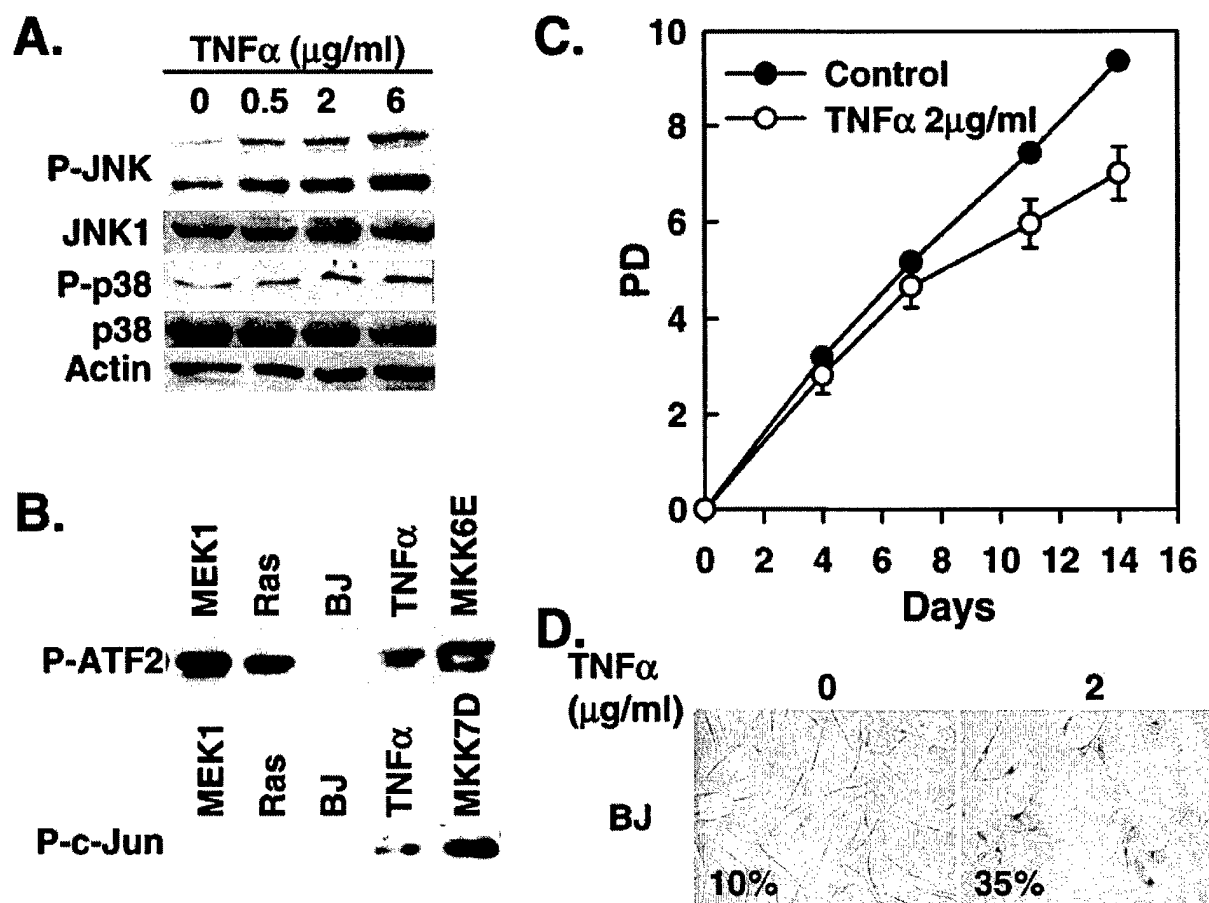 A.
TNFα (μg/ml)
0 0.5 2 6
P-JNK
JNK1
P-p38
p38
Actin
B.
MEK1 Ras BJ TNFα MKK6E
P-ATF2
MEK1 Ras BJ TNFα MKK7D
P-c-Jun
C.
10
8
6
4
2
0
PD
Control
TNFα 2μg/ml
0 2 4 6 8 10 12 14 16
Days
D.
TNFα
(μg/ml)
0 2
BJ
10% 35%